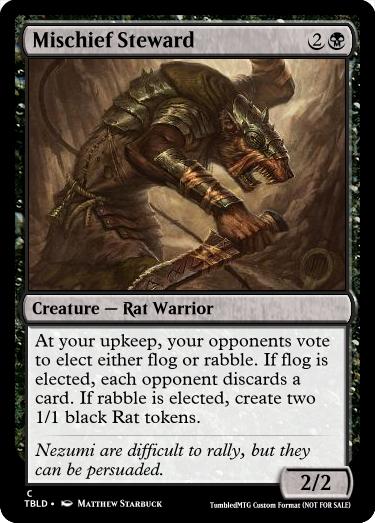 Mischief Steward 2
Creature — Rat Warrior
At your upkeep, your opponents vote
to elect either flog or rabble. If flog is
elected, each opponent discards a
card. If rabble is elected, create two
1/1 black Rat tokens.
Nezumi are difficult to rally, but they
can be persuaded.
2/2
C
TBLD • Matthew Starbuck
TumbledMTG Custom Format (NOT FOR SALE)